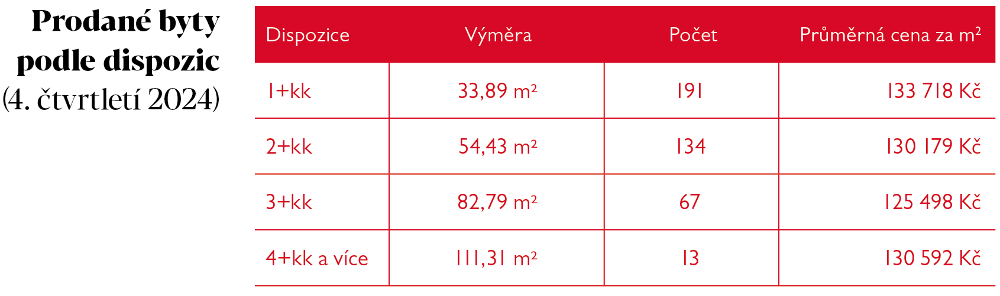 Prodané byty
podle dispozic
(4. čtvrtletí 2024)
Dispozice Výměra Počet Průměrná cena za m²
1+kk 33,89 m² 191 133 718 Kč
2+kk 54,43 m² 134 130 179 Kč
3+kk 82,79 m² 67 125 498 Kč
4+kk a více 111,31 m² 13 130 592 Kč